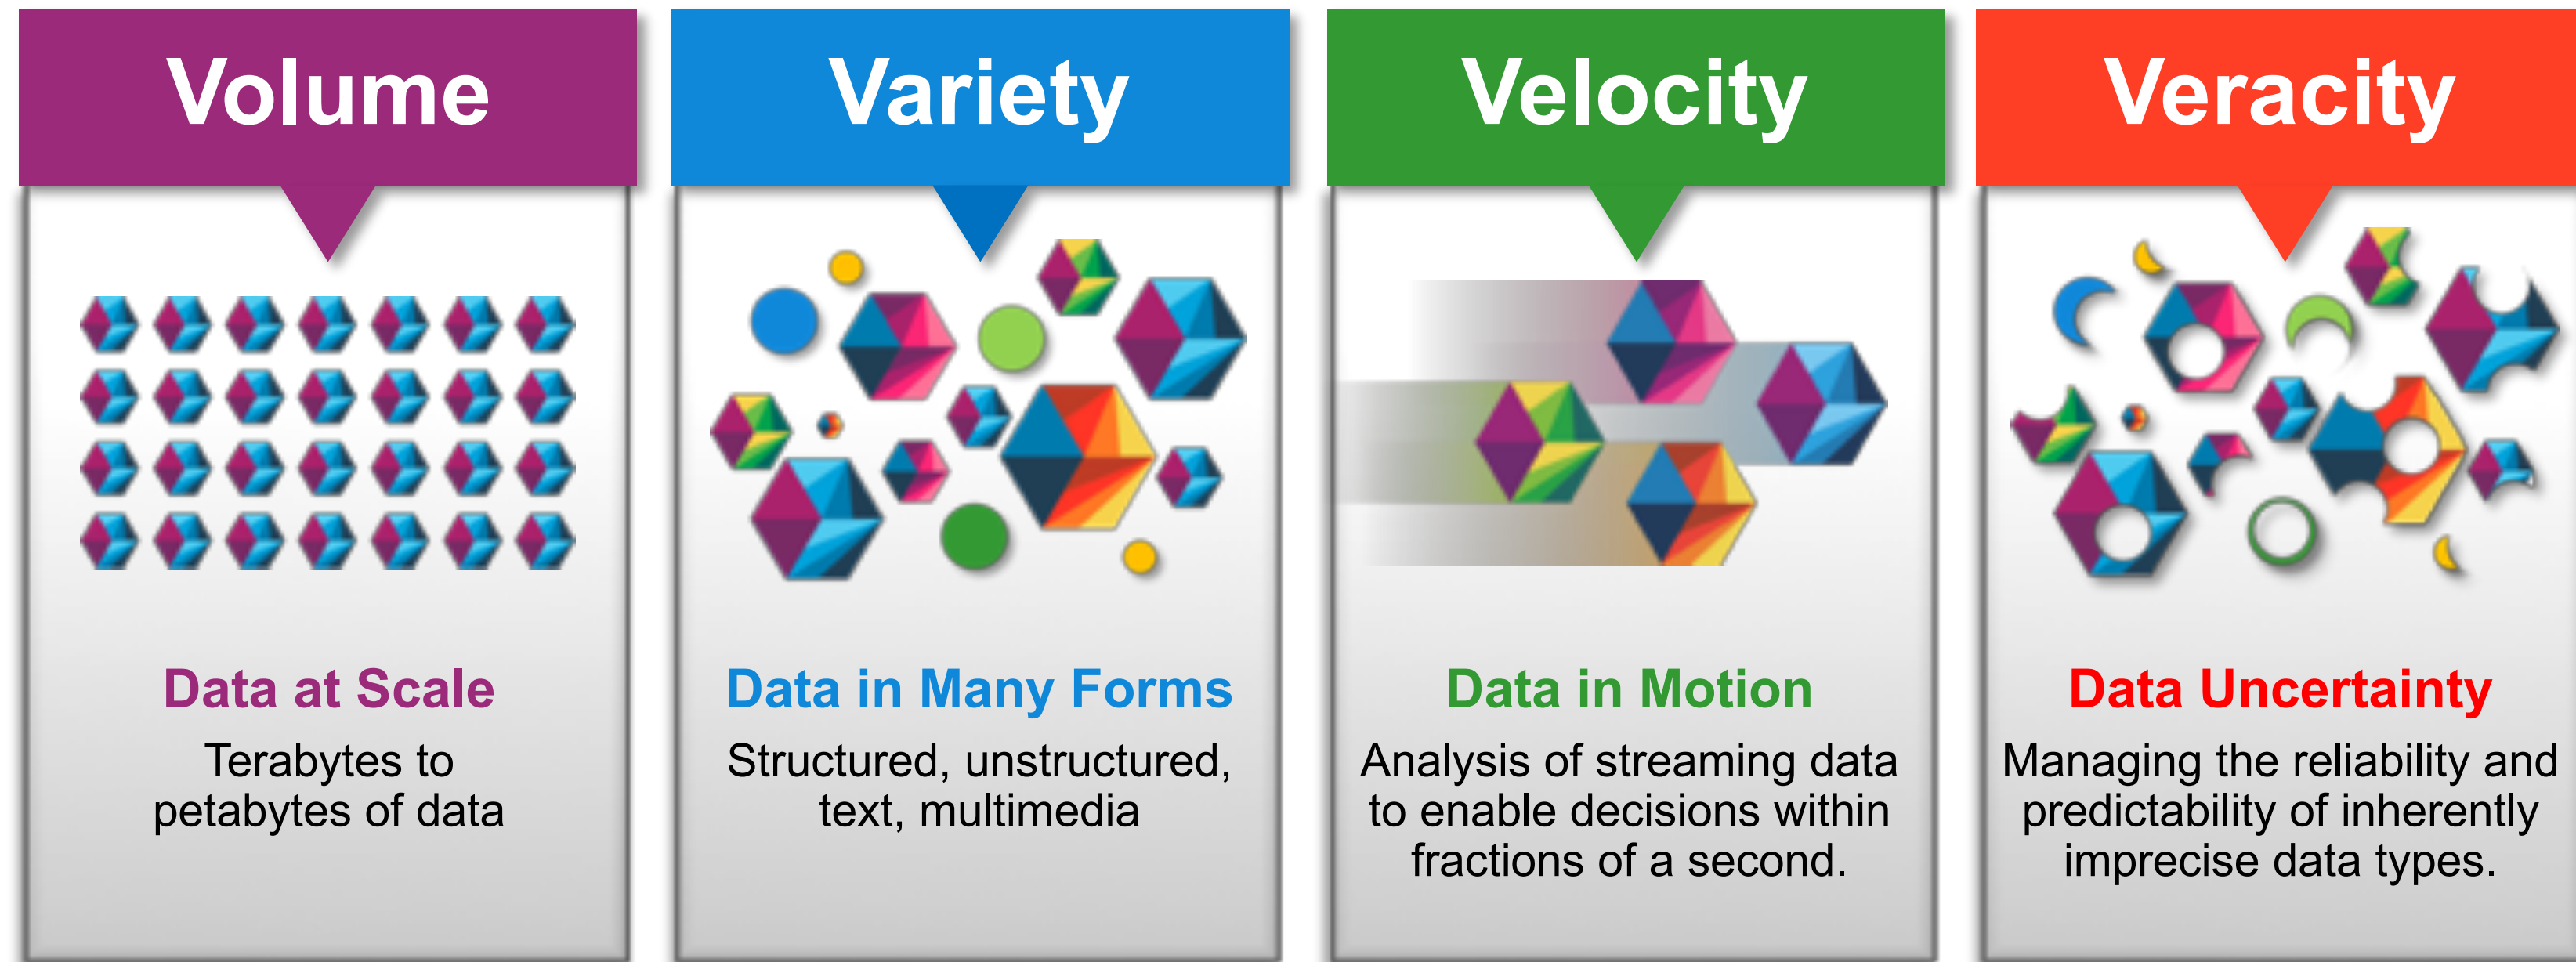 Volume
Data at Scale
Terabytes to
petabytes of data
Variety
Data in Many Forms
Structured, unstructured,
text, multimedia
Velocity
Data in Motion
Analysis of streaming data
to enable decisions within
fractions of a second.
Veracity
Data Uncertainty
Managing the reliability and
predictability of inherently
imprecise data types.